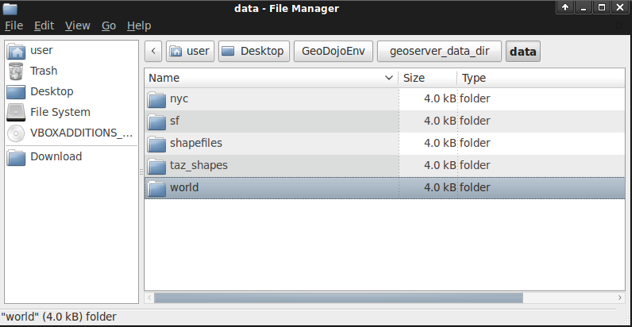 data - File Manager
File Edit View Go Help
user
Trash
Desktop
File System
VBOXADDITIONS_...
Download
user Desktop GeoDojoEnv geoserver_data_dir data
Name Size Type
nyc 4.0 kB folder
sf 4.0 kB folder
shapefiles 4.0 kB folder
taz_shapes 4.0 kB folder
world 4.0 kB folder
"world" (4.0 kB) folder